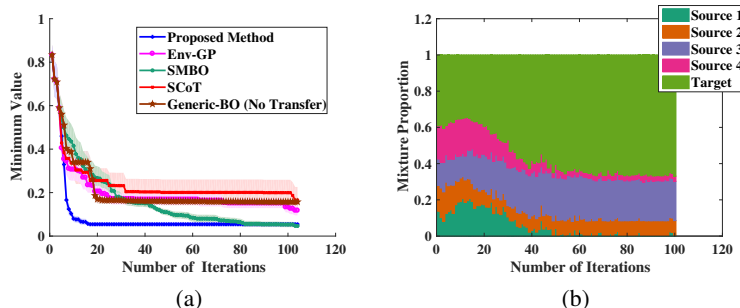 1
0.8
0.6
0.4
0.2
0
Minimum Value
0 20 40 60 80 100 120
Number of Iterations
Proposed Method
Env-GP
SMBO
SCoT
Generic-BO (No Transfer)
(a)
1.2
1
0.8
0.6
0.4
0.2
0
Mixture Proportion
0 20 40 60 80 100 120
Number of Iterations
Source 1
Source 2
Source 3
Source 4
Target
(b)